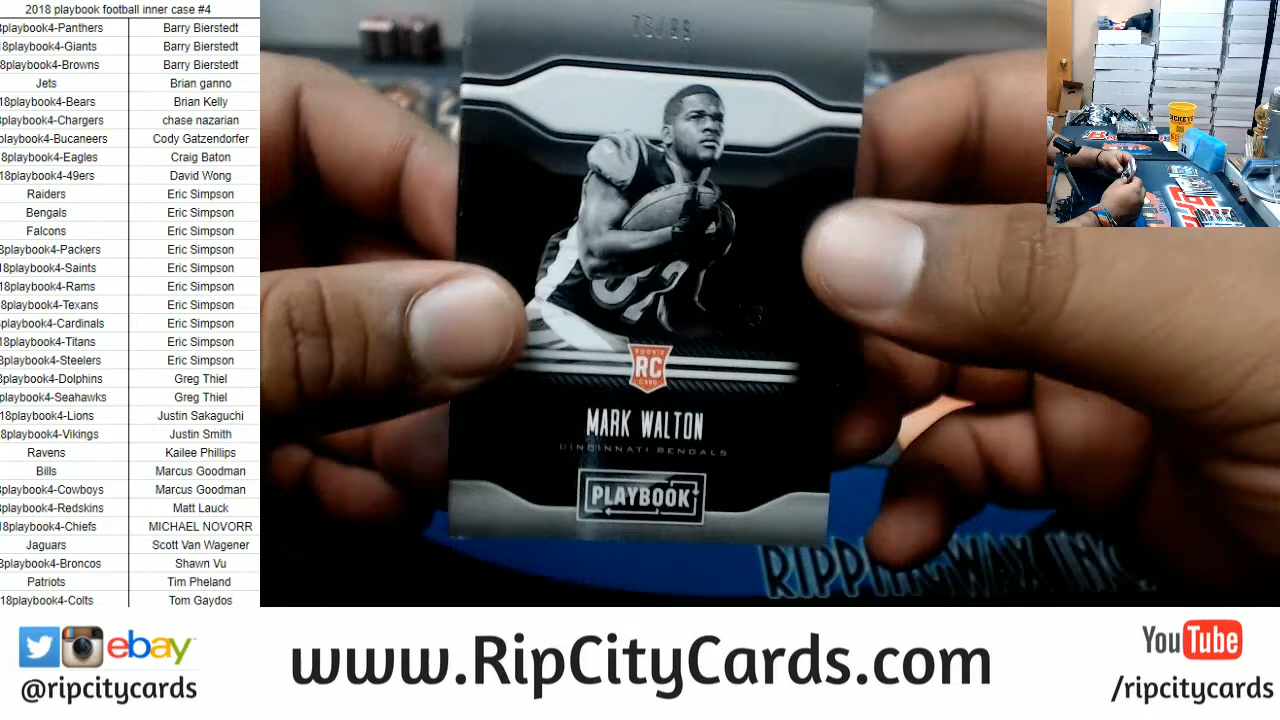 2018 playbook football inner case #4
8playbook4-Panthers Barry Bierstedt
18playbook4-Giants Barry Bierstedt
8playbook4-Browns Barry Bierstedt
Jets Brian ganno
18playbook4-Bears Brian Kelly
8playbook4-Chargers chase nazarian
playbook4-Bucaneers Cody Gatzendorfer
8playbook4-Eagles Craig Baton
18playbook4-49ers David Wong
Raiders Eric Simpson
Bengals Eric Simpson
Falcons Eric Simpson
8playbook4-Packers Eric Simpson
18playbook4-Saints Eric Simpson
18playbook4-Rams Eric Simpson
8playbook4-Texans Eric Simpson
8playbook4-Cardinals Eric Simpson
18playbook4-Titans Eric Simpson
8playbook4-Steelers Eric Simpson
8playbook4-Dolphins Greg Thiel
playbook4-Seahawks Greg Thiel
18playbook4-Lions Justin Sakaguchi
8playbook4-Vikings Justin Smith
Ravens Kailee Phillips
Bills Marcus Goodman
8playbook4-Cowboys Marcus Goodman
playbook4-Redskins Matt Lauck
18playbook4-Chiefs MICHAEL NOVORR
Jaguars Scott Van Wagener
8playbook4-Broncos Shawn Vu
Patriots Tim Pheland
18playbook4-Colts Tom Gaydos
ROOKIE
RC
CARD
MARK WALTON
CINCINNATI BENGALS
PLAYBOOK
RIPPINGWAX INC
ebay
@ripcitycards
www.RipCityCards.com
YouTube
/ripcitycards